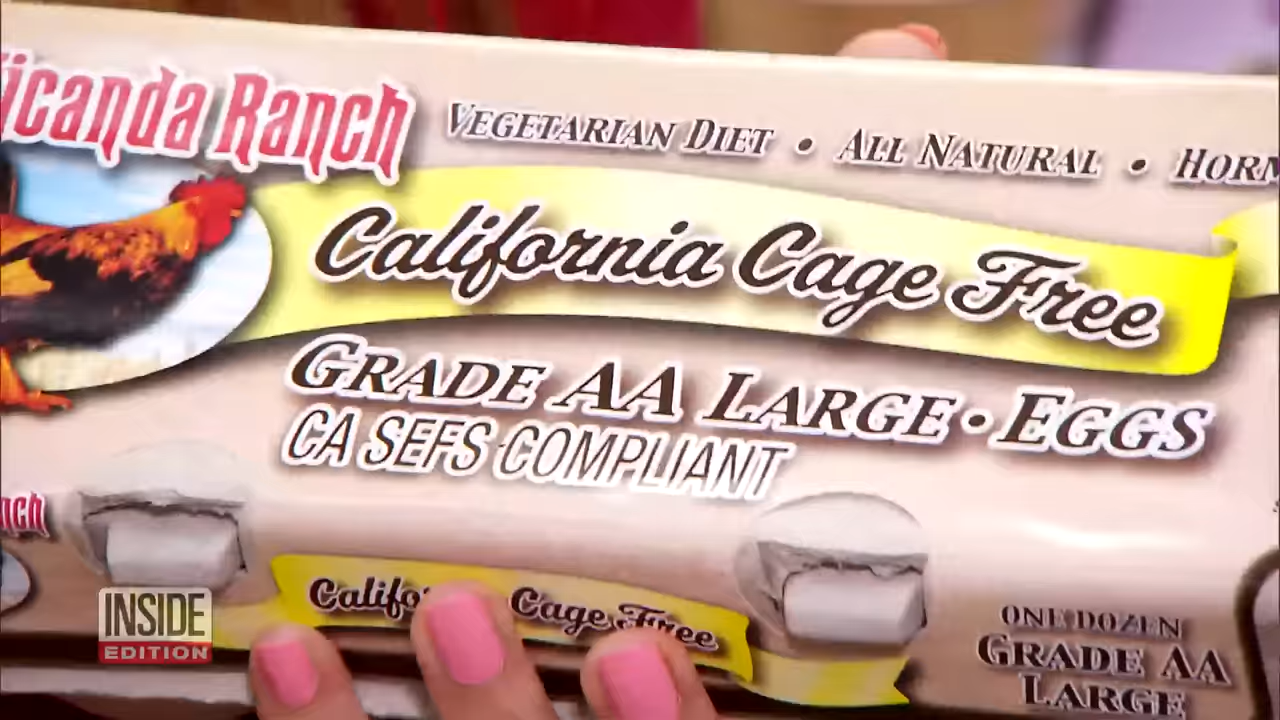 icanda Ranch
VEGETARIAN DIET • ALL NATURAL • HORM
California Cage Free
GRADE AA LARGE • EGGS
CA SEFS COMPLIANT
nch
Califo Cage Free
ONE DOZEN
GRADE AA
LARGE
INSIDE
EDITION